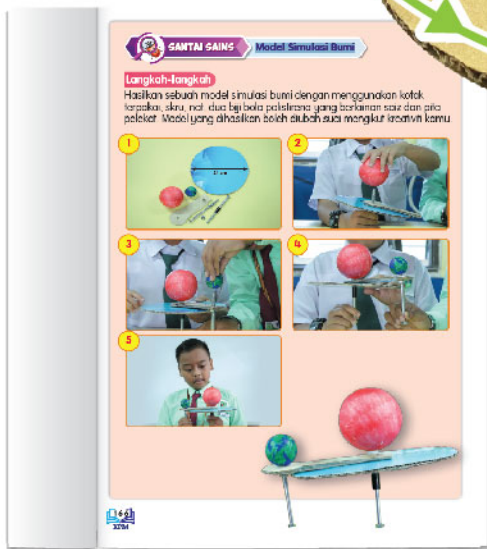 SANTAI SAINS
Model Simulasi Bumi
Langkah-langkah
Hasilkan sebuah model simulasi bumi dengan menggunakan kotak
terpakai, skru, nat, dua biji bola polistirena yang berlainan saiz dan pita
pelekat. Model yang dihasilkan boleh diubah suai mengikut kreativiti kamu.
1
2
3
4
5